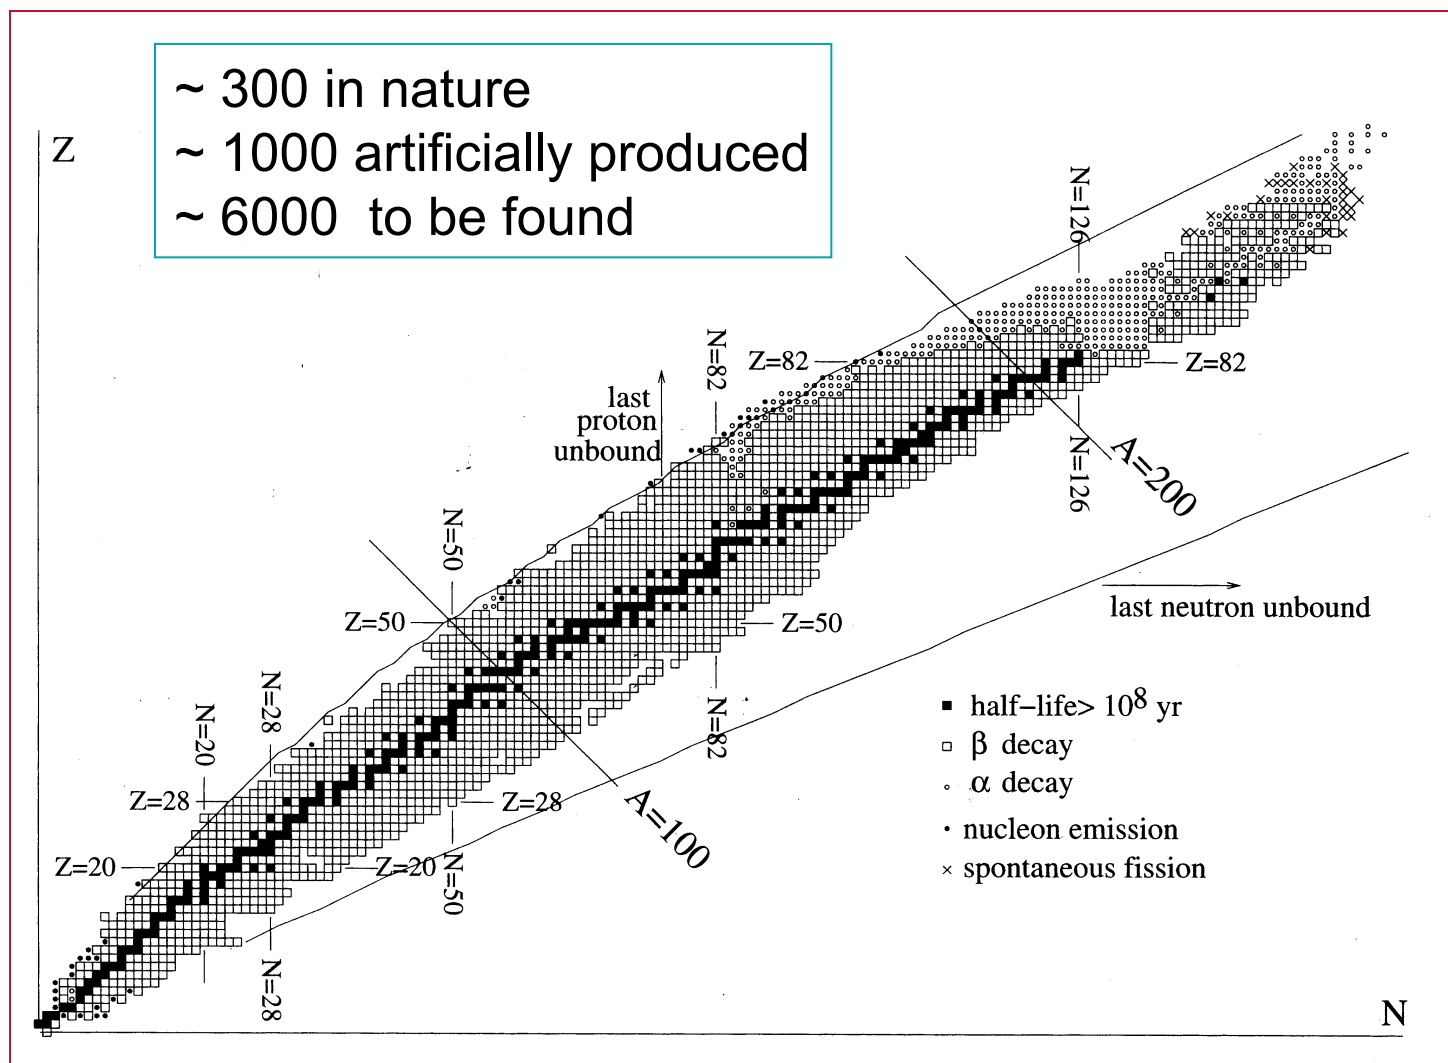 ~ 300 in nature
~ 1000 artificially produced
~ 6000 to be found
Z
N=126
N=82
Z=82
Z=82
last
proton
unbound
A=200
N=126
N=50
Z=50
Z=50
last neutron unbound
N=28
N=20
N=82
Z=28
Z=28
A=100
Z=20
Z=20
N=50
N=28
half-life> 10⁸ yr
β decay
α decay
nucleon emission
spontaneous fission
N